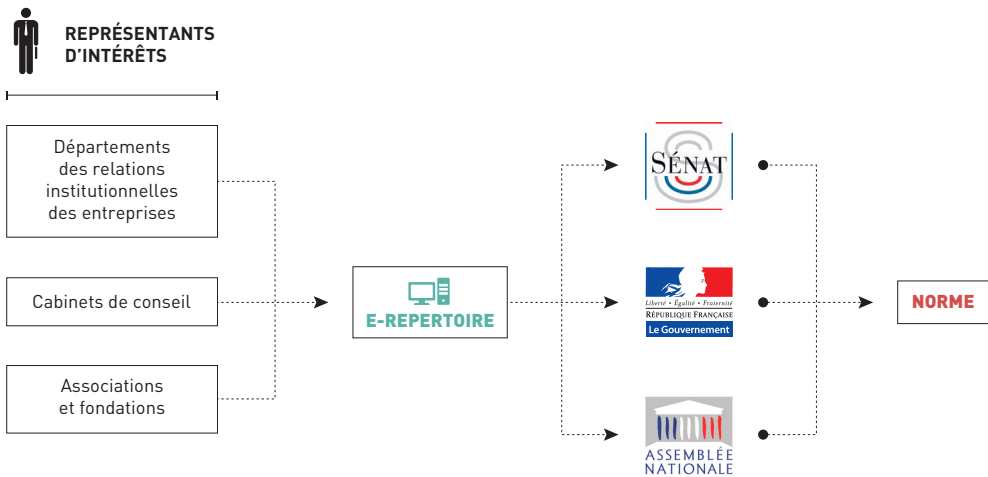 REPRÉSENTANTS
D'INTÉRÊTS
Départements
des relations
institutionnelles
des entreprises
Cabinets de conseil
Associations
et fondations
E-REPERTOIRE
SÉNAT
Liberté • Égalité • Fraternité
RÉPUBLIQUE FRANÇAISE
Le Gouvernement
ASSEMBLÉE
NATIONALE
NORME